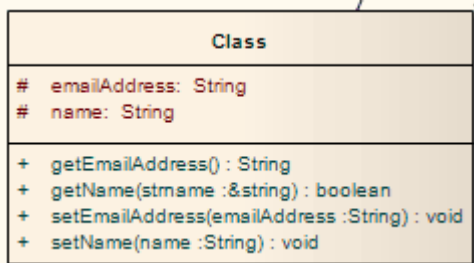 Class
# emailAddress: String
# name: String
+ getEmailAddress() : String
+ getName(strname :&string) : boolean
+ setEmailAddress(emailAddress :String) : void
+ setName(name :String) : void